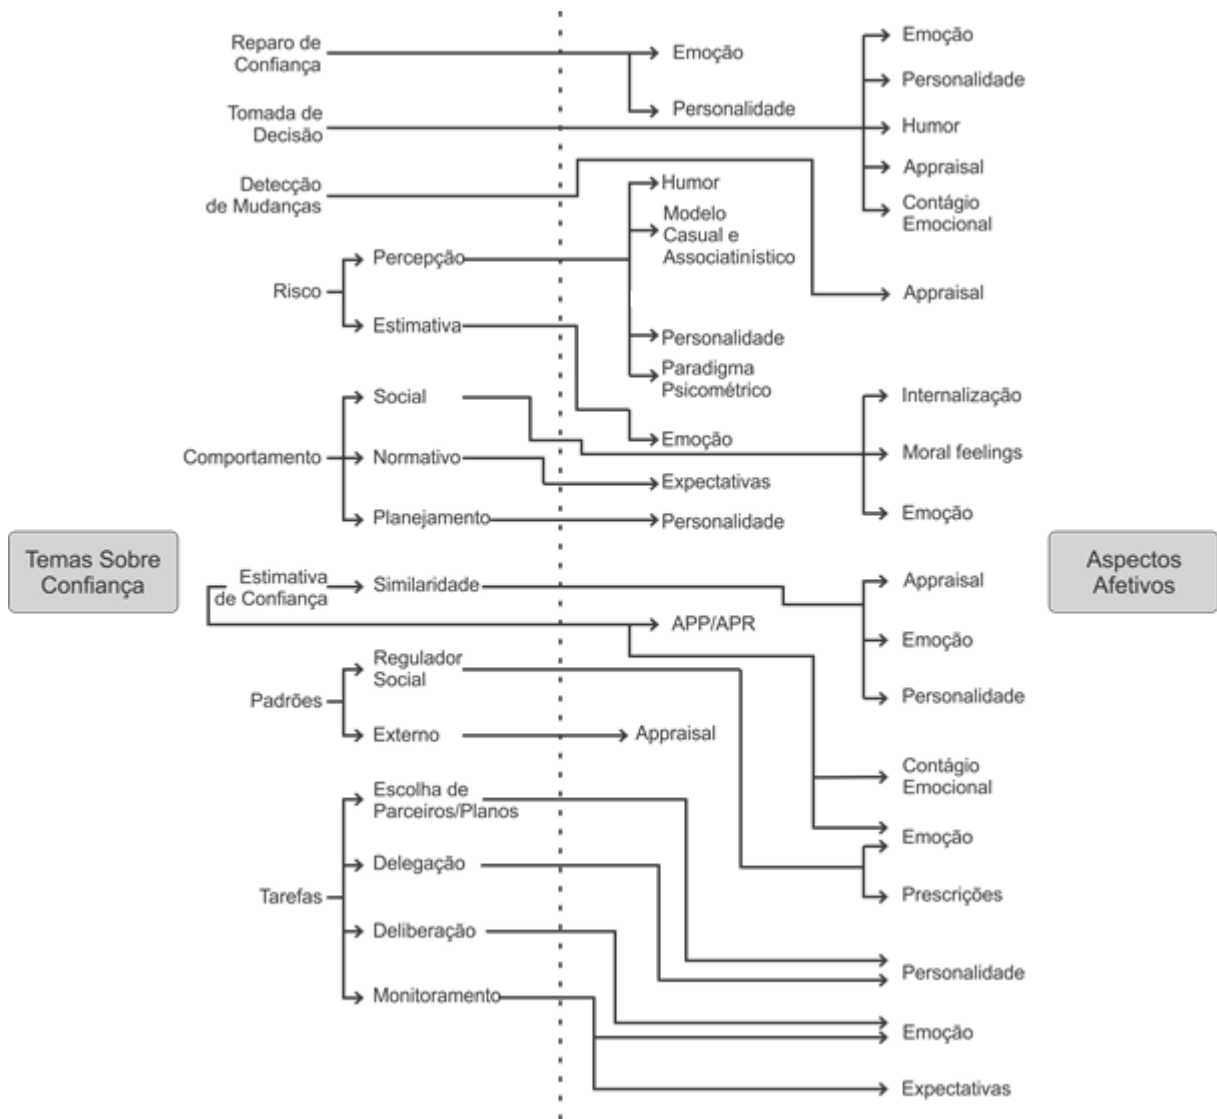 Reparo de
Confiança
Tomada de
Decisão
Detecção
de Mudanças
Risco
Percepção
Estimativa
Comportamento
Social
Normativo
Planejamento
Temas Sobre
Confiança
Estimativa
de Confiança
Similaridade
Padrões
Regulador
Social
Externo
Tarefas
Escolha de
Parceiros/Planos
Delegação
Deliberação
Monitoramento
Emoção
Personalidade
Humor
Modelo
Casual e
Associatinístico
Personalidade
Paradigma
Psicométrico
Emoção
Expectativas
Personalidade
APP/APR
Appraisal
Emoção
Personalidade
Humor
Appraisal
Contágio
Emocional
Appraisal
Internalização
Moral feelings
Emoção
Appraisal
Emoção
Personalidade
Contágio
Emocional
Emoção
Prescrições
Personalidade
Emoção
Expectativas
Aspectos
Afetivos